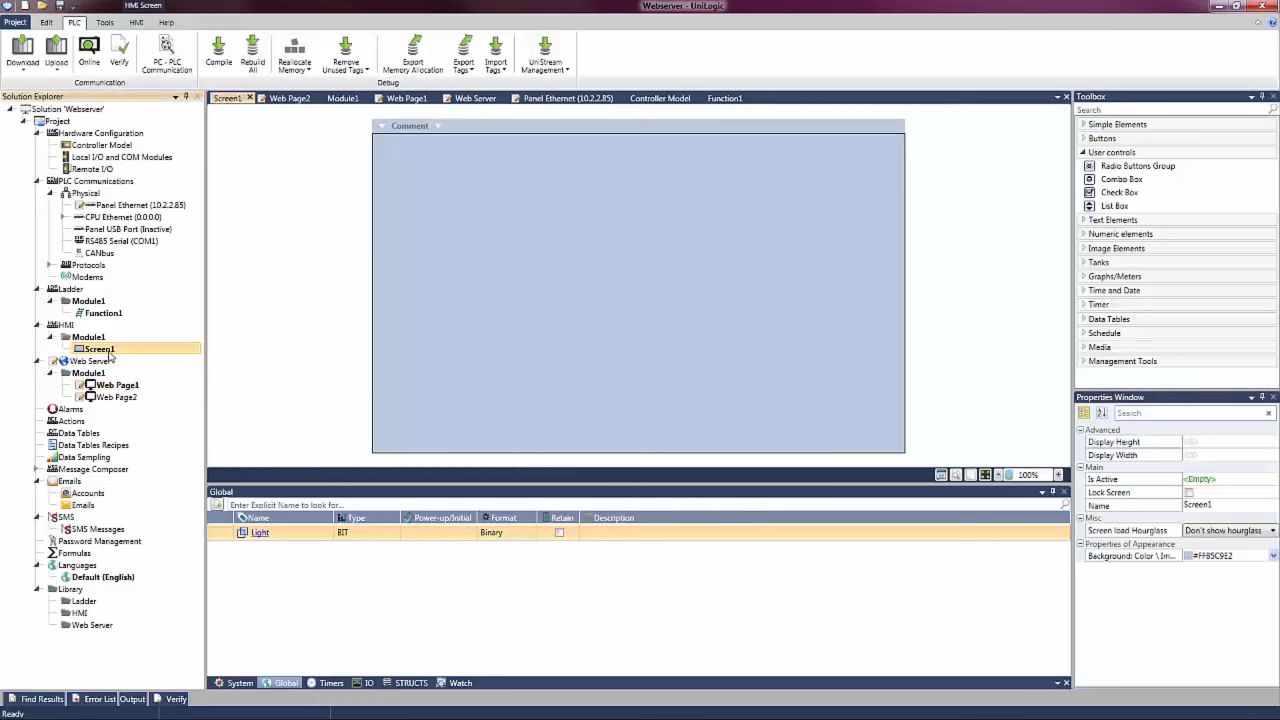 HMI Screen
Webserver - UniLogic
Project Edit PLC Tools HMI Help
Download Upload Online Verify PC - PLC Communication Compile Rebuild All Reallocate Memory Remove Unused Tags Export Memory Allocation Export Tags Import Tags UniStream Management
Communication Debug
Solution Explorer
Screen1 Web Page2 Module1 Web Page1 Web Server Panel Ethernet (10.2.2.85) Controller Model Function1
Toolbox
Solution 'Webserver'
Project
Hardware Configuration
Controller Model
Local I/O and COM Modules
Remote I/O
PLC Communications
Physical
Panel Ethernet (10.2.2.85)
CPU Ethernet (0.0.0.0)
Panel USB Port (Inactive)
RS485 Serial (COM1)
CANbus
Protocols
Modems
Ladder
Module1
Function1
HMI
Module1
Screen1
Web Server
Module1
Web Page1
Web Page2
Alarms
Actions
Data Tables
Data Tables Recipes
Data Sampling
Message Composer
Emails
Accounts
Emails
SMS
SMS Messages
Password Management
Formulas
Languages
Default (English)
Library
Ladder
HMI
Web Server
Comment
100%
Global
Enter Explicit Name to look for...
Name Type Power-up/Initial Format Retain Description
Light BIT Binary
System Global Timers IO STRUCTS Watch
Search
Simple Elements
Buttons
User controls
Radio Buttons Group
Combo Box
Check Box
List Box
Text Elements
Numeric elements
Image Elements
Tanks
Graphs/Meters
Time and Date
Timer
Data Tables
Schedule
Media
Management Tools
Properties Window
Search
Advanced
Display Height
Display Width
Main
Is Active <Empty>
Lock Screen
Name Screen1
Misc
Screen load Hourglass Don't show hourglass
Properties of Appearance
Background: Color \ Im... #FFB5C9E2
Find Results Error List Output Verify
Ready